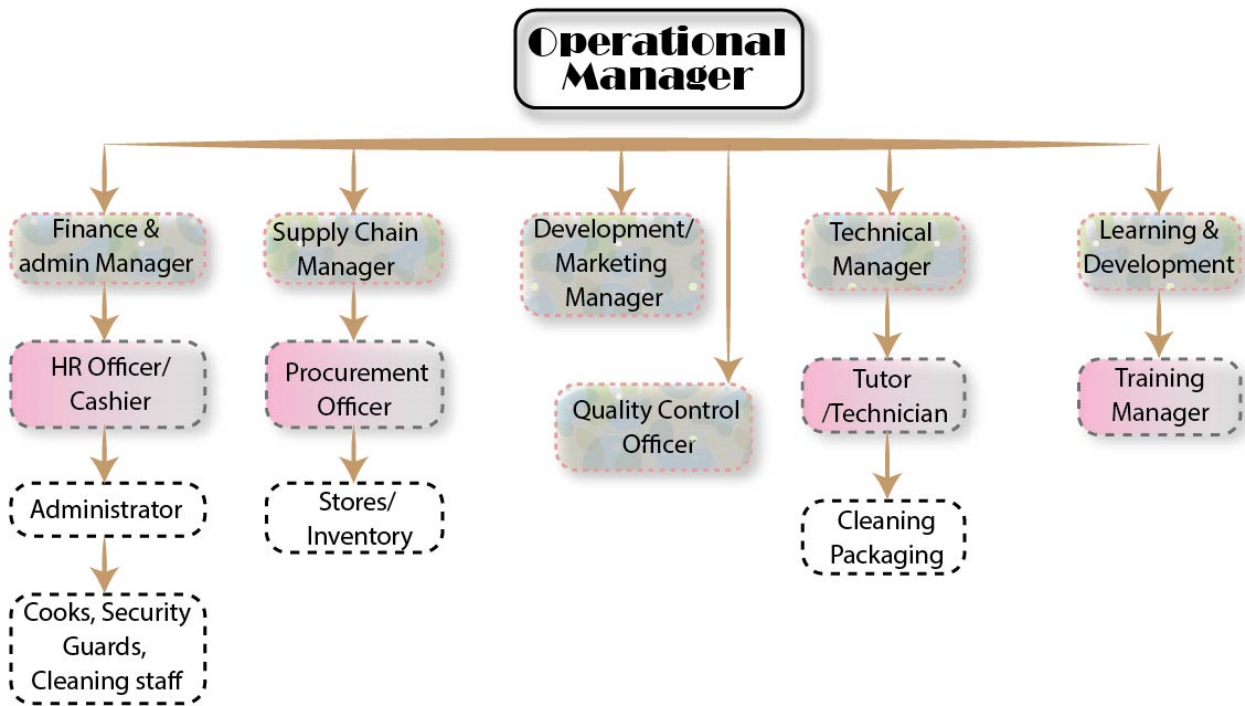 Operational
Manager
Finance &
admin Manager
Supply Chain
Manager
Development/
Marketing
Manager
Technical
Manager
Learning &
Development
HR Officer/
Cashier
Procurement
Officer
Quality Control
Officer
Tutor
/Technician
Training
Manager
Administrator
Stores/
Inventory
Cleaning
Packaging
Cooks, Security
Guards,
Cleaning staff